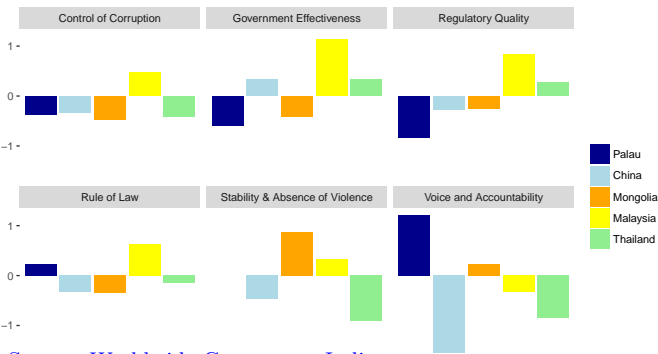 Control of Corruption
Government Effectiveness
Regulatory Quality
1
0
−1
Rule of Law
Stability & Absence of Violence
Voice and Accountability
1
0
−1
Palau
China
Mongolia
Malaysia
Thailand